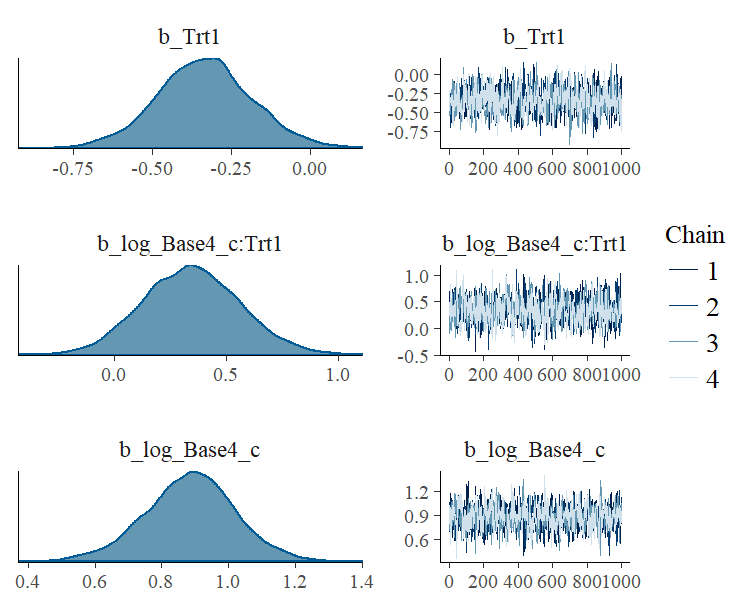 b_Trt1
b_Trt1
0.00
-0.25
-0.50
-0.75
-0.75 -0.50 -0.25 0.00
0 200 400 600 8001000
b_log_Base4_c:Trt1
b_log_Base4_c:Trt1
1.0
0.5
0.0
-0.5
0.0 0.5 1.0
0 200 400 600 8001000
Chain
1
2
3
4
b_log_Base4_c
b_log_Base4_c
1.2
0.9
0.6
0.4 0.6 0.8 1.0 1.2 1.4
0 200 400 600 8001000